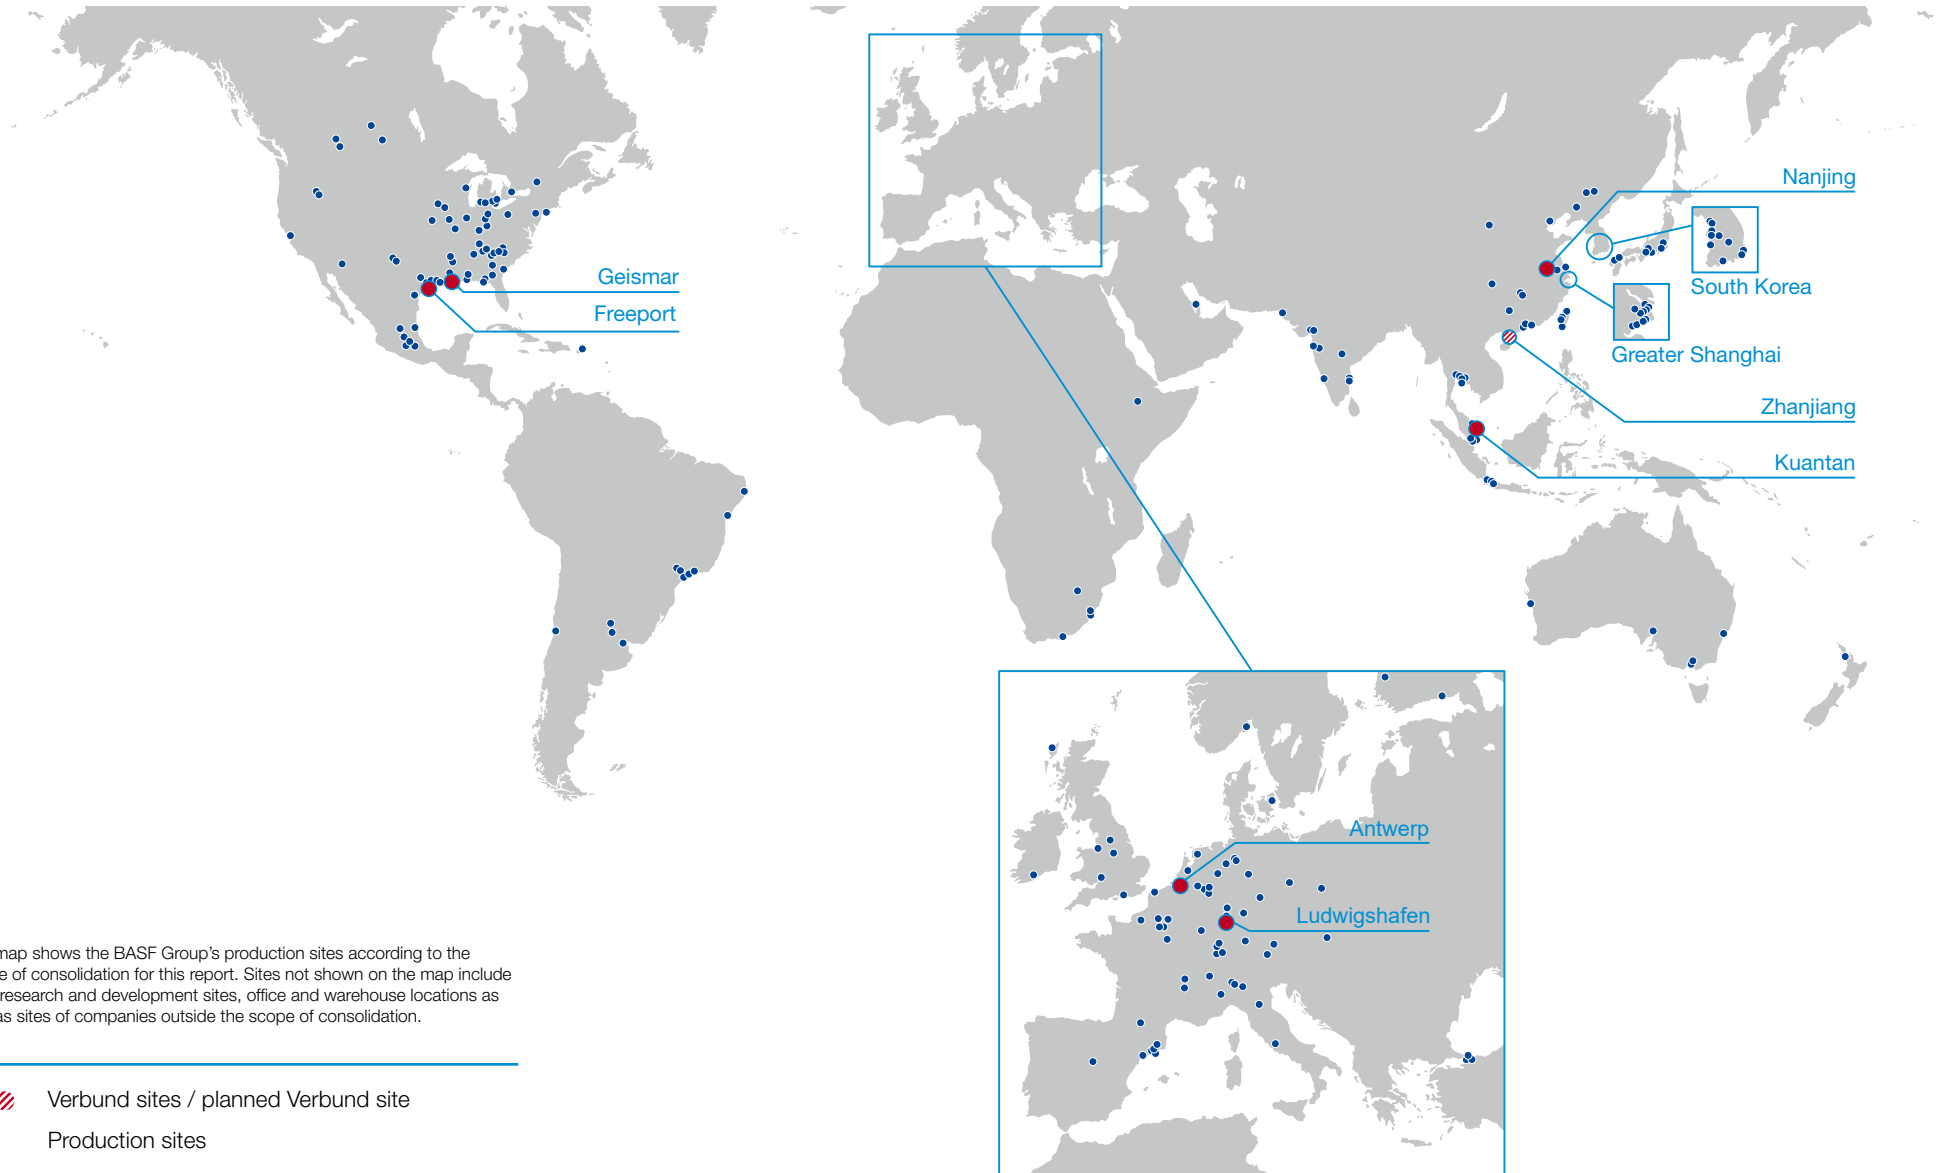 Nanjing
Geismar
South Korea
Freeport
Greater Shanghai
Zhanjiang
Kuantan
Antwerp
Ludwigshafen
map shows the BASF Group's production sites according to the
e of consolidation for this report. Sites not shown on the map include
research and development sites, office and warehouse locations as
as sites of companies outside the scope of consolidation.
Verbund sites / planned Verbund site
Production sites